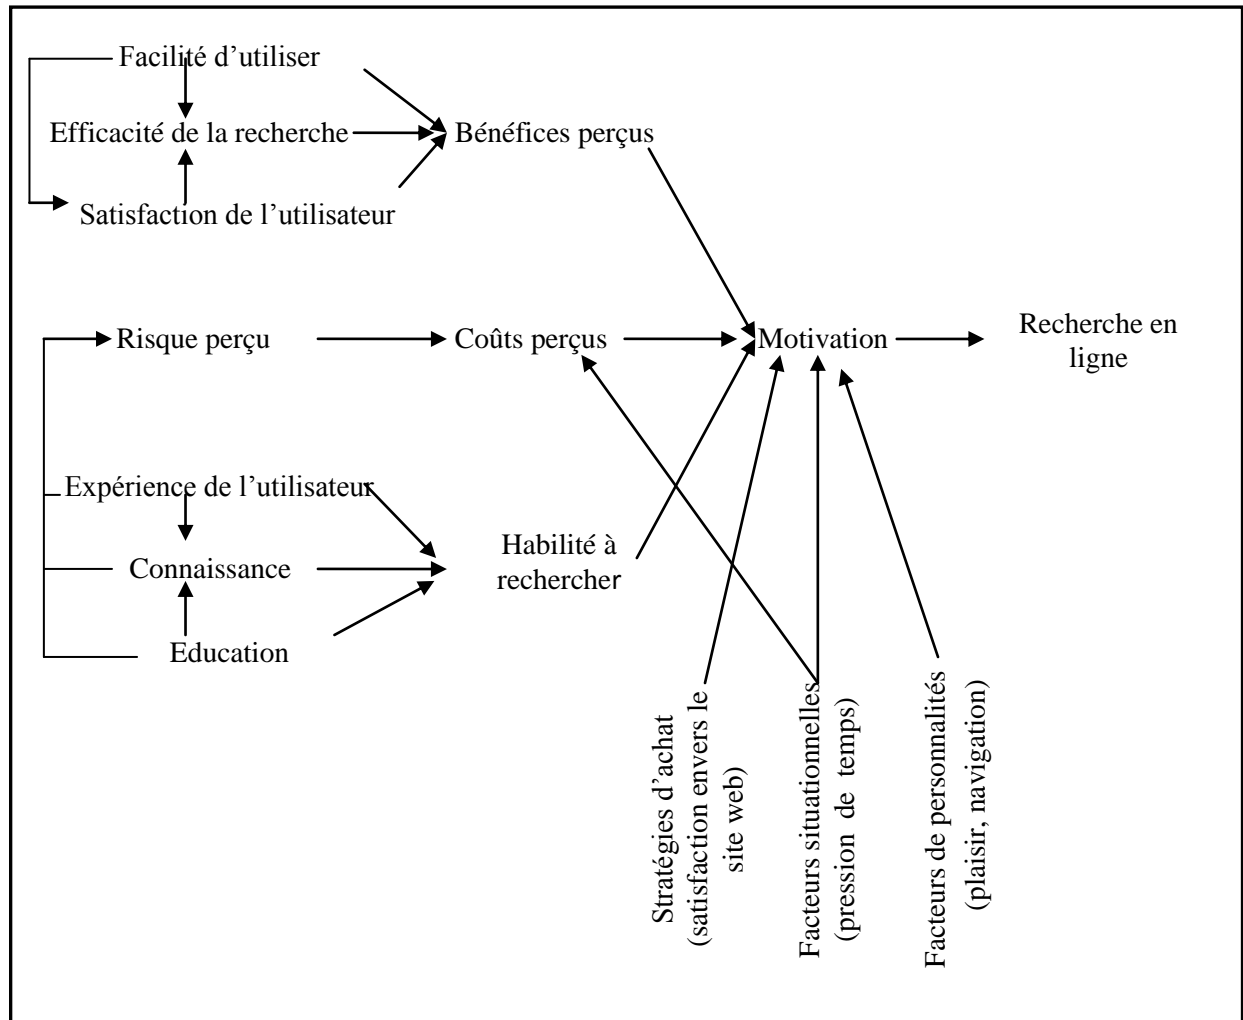 Facilité d’utiliser
Efficacité de la recherche
Bénéfices perçus
Satisfaction de l’utilisateur
Risque perçu
Coûts perçus
Motivation
Recherche en
ligne
Expérience de l’utilisateur
Connaissance
Habilité à
rechercher
Education
Stratégies d’achat
(satisfaction envers le
site web)
Facteurs situationnelles
(pression de temps)
Facteurs de personnalités
(plaisir, navigation)